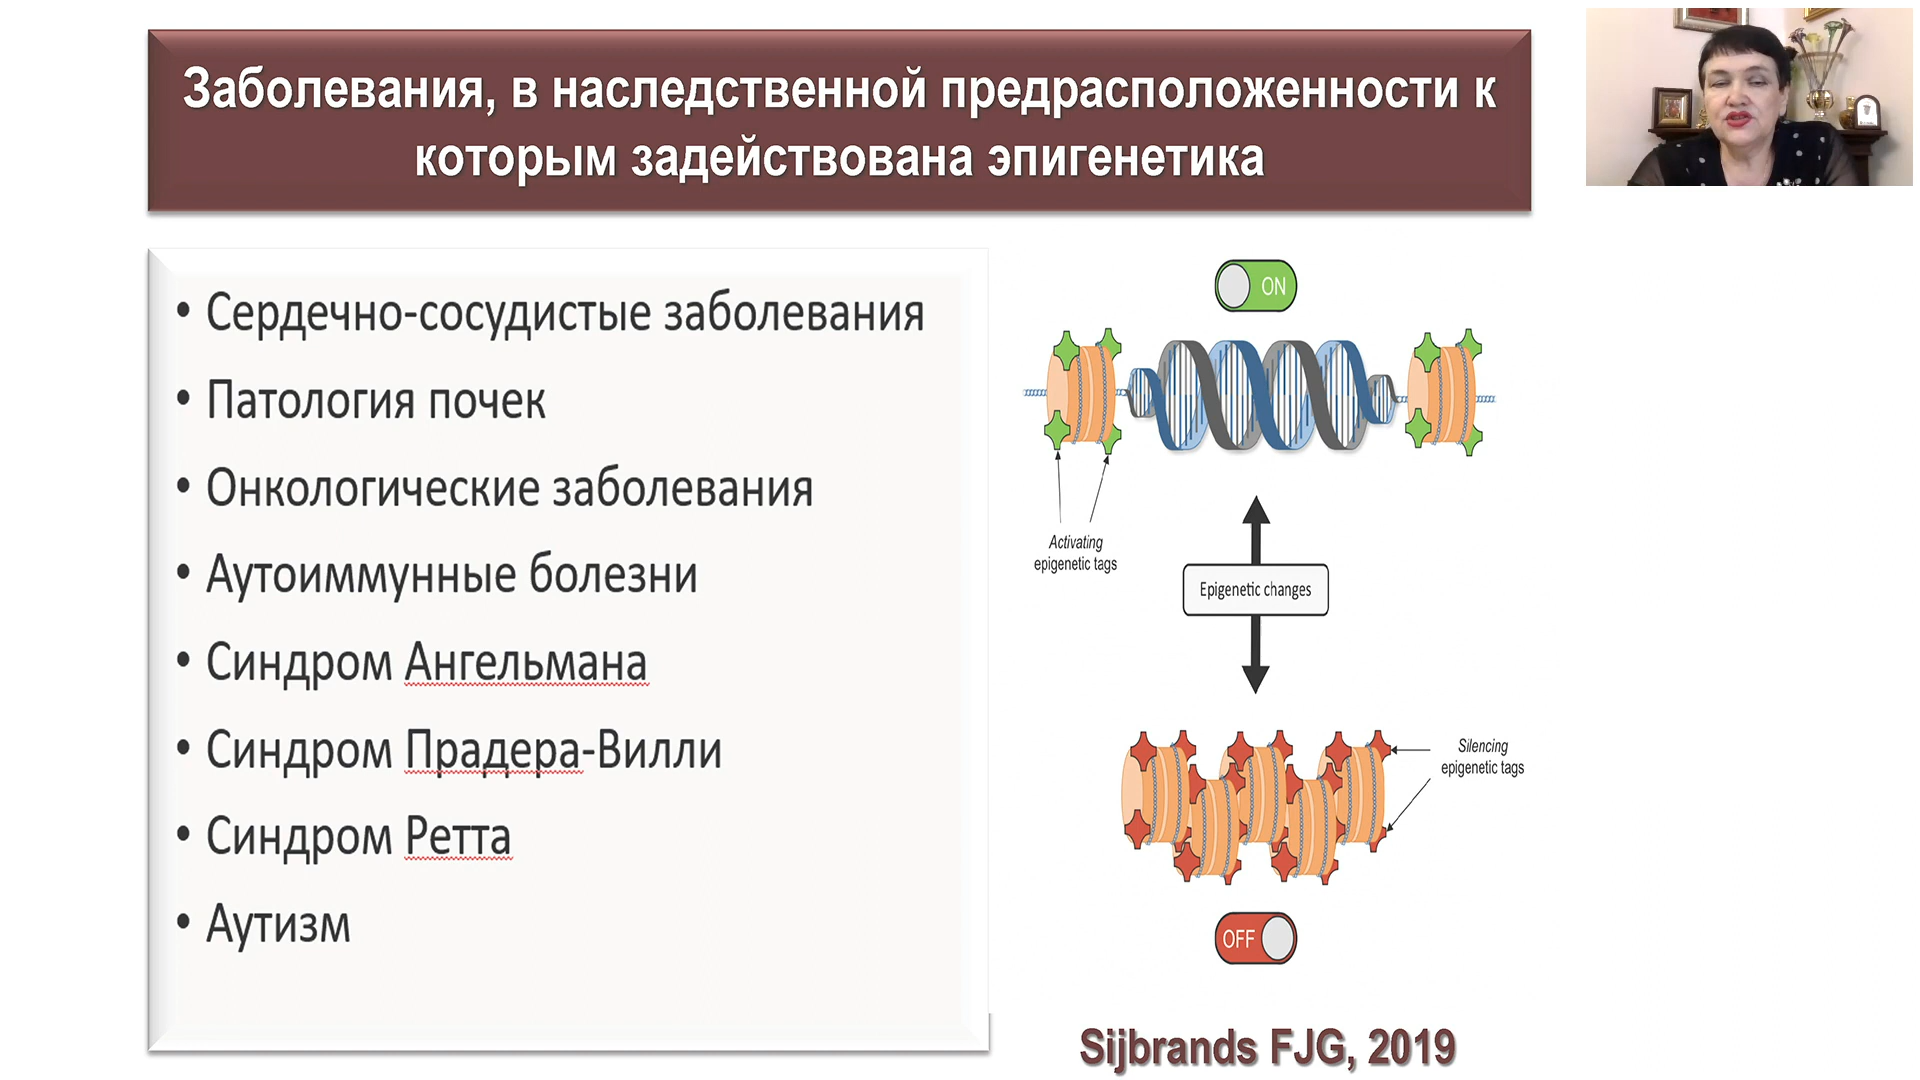 Заболевания, в наследственной предрасположенности к
которым задействована эпигенетика
• Сердечно-сосудистые заболевания
• Патология почек
• Онкологические заболевания
• Аутоиммунные болезни
• Синдром Ангельмана
• Синдром Прадера-Вилли
• Синдром Ретта
• Аутизм
ON
Activating
epigenetic tags
Epigenetic changes
Silencing
epigenetic tags
OFF
Sijbrands FJG, 2019